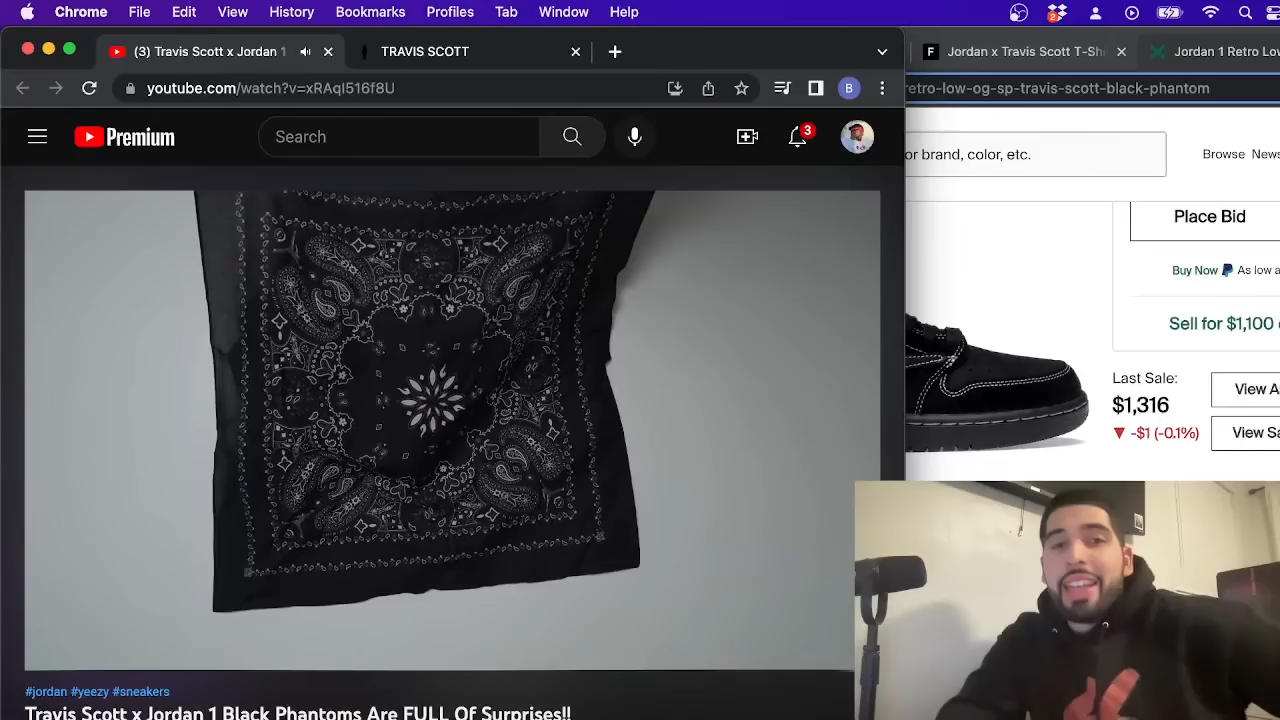 Chrome File Edit View History Bookmarks Profiles Tab Window Help
2
(3) Travis Scott x Jordan 1
TRAVIS SCOTT
F Jordan x Travis Scott T-Shi
Jordan 1 Retro Lo
youtube.com/watch?v=xRAqI516f8U
B
retro-low-og-sp-travis-scott-black-phantom
Premium
Search
3
or brand, color, etc.
Browse News
Place Bid
Buy Now As low a
Sell for $1,100
Last Sale:
$1,316
View A
▼ -$1 (-0.1%)
View Sa
#jordan #yeezy #sneakers
Travis Scott x Jordan 1 Black Phantoms Are FULL Of Surprises!!